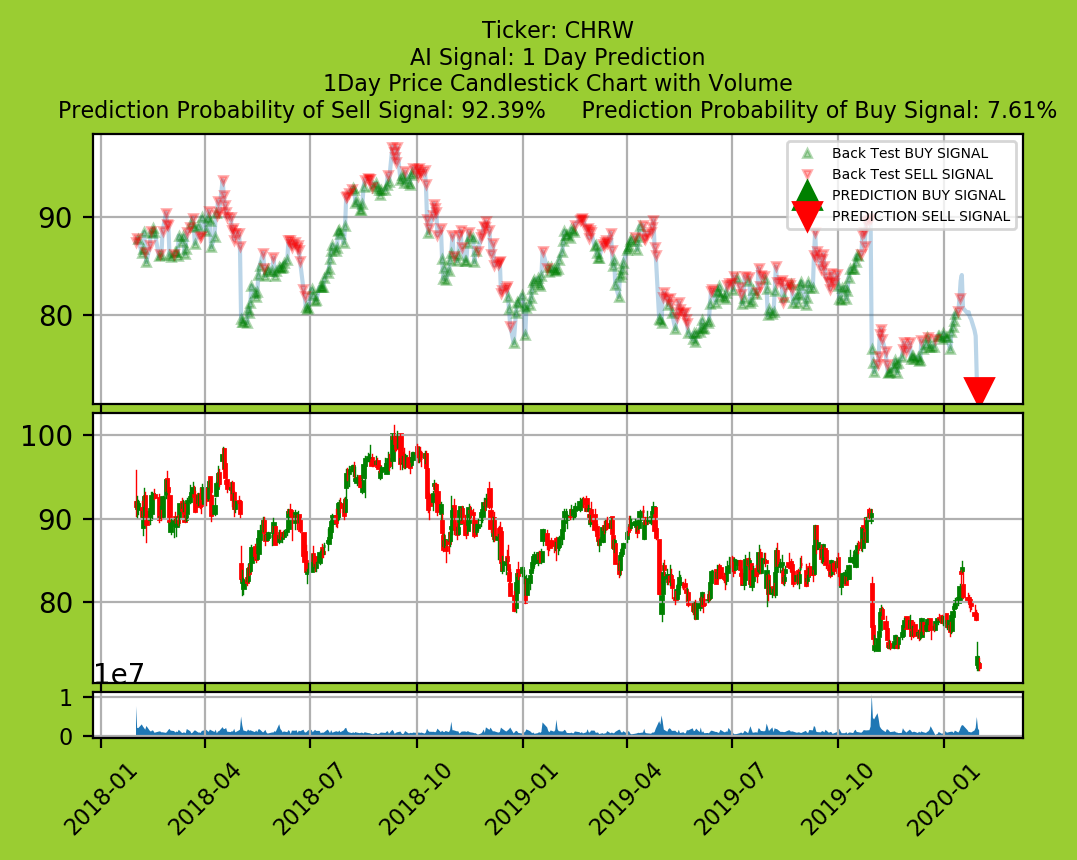 Ticker: CHRW
AI Signal: 1 Day Prediction
1Day Price Candlestick Chart with Volume
Prediction Probability of Sell Signal: 92.39%     Prediction Probability of Buy Signal: 7.61%
Back Test BUY SIGNAL
Back Test SELL SIGNAL
PREDICTION BUY SIGNAL
PREDICTION SELL SIGNAL
90
80
100
90
80
1e7
1
0
2018-01
2018-04
2018-07
2018-10
2019-01
2019-04
2019-07
2019-10
2020-01